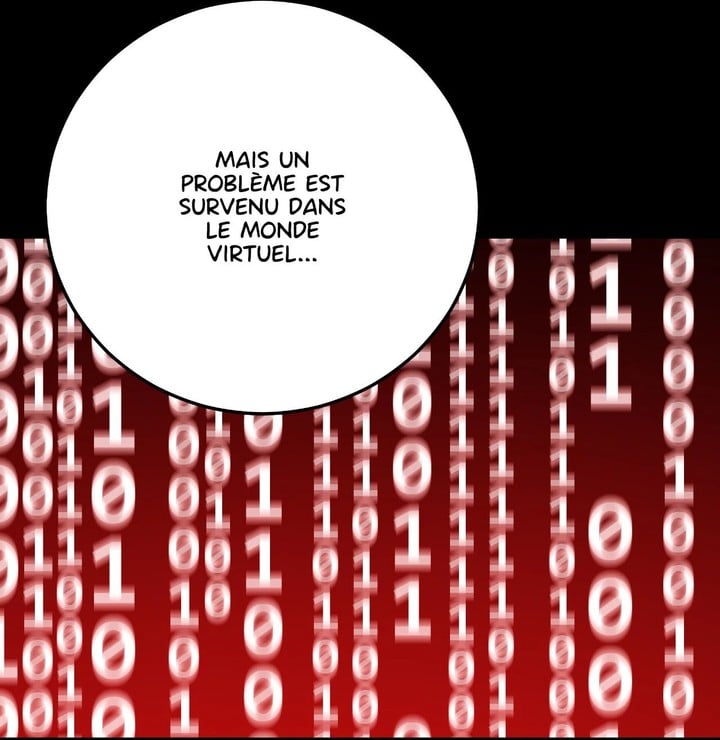 MAIS UN
PROBLÈME EST
SURVENU DANS
LE MONDE
VIRTUEL...